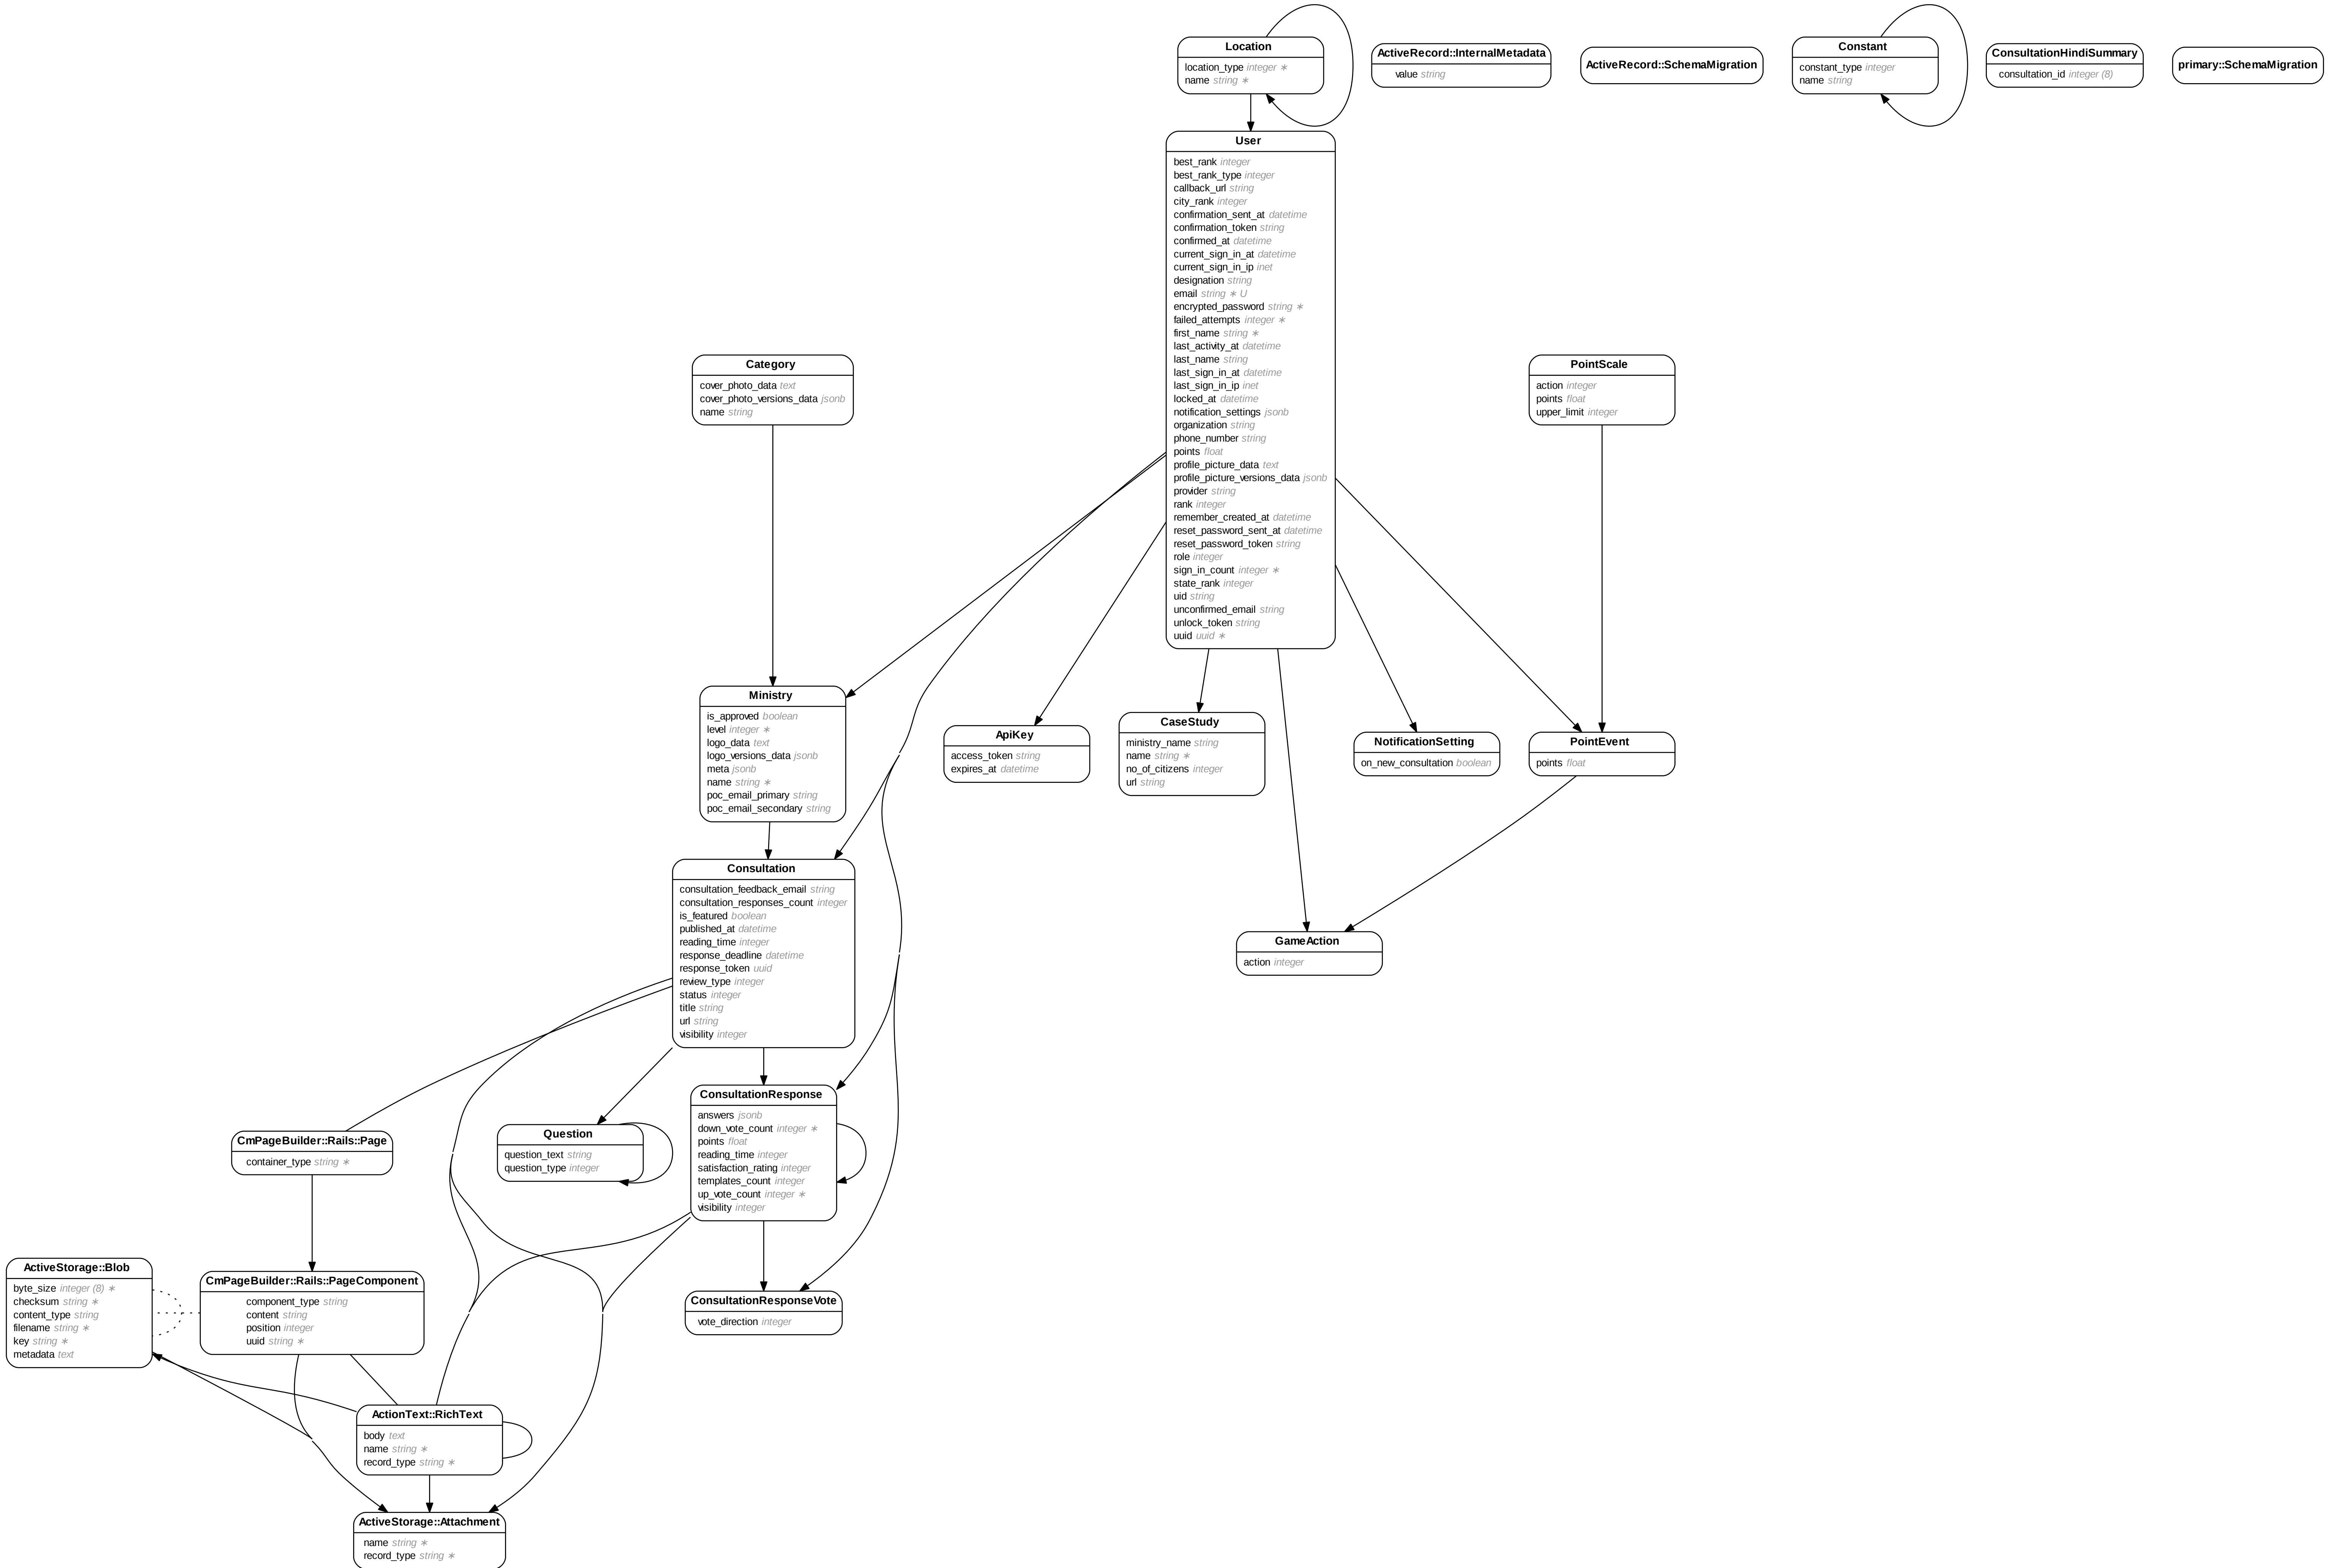 Location
location_type integer ∗
name string ∗
ActiveRecord::InternalMetadata
value string
ActiveRecord::SchemaMigration
Constant
constant_type integer
name string
ConsultationHindiSummary
consultation_id integer (8)
primary::SchemaMigration
User
best_rank integer
best_rank_type integer
callback_url string
city_rank integer
confirmation_sent_at datetime
confirmation_token string
confirmed_at datetime
current_sign_in_at datetime
current_sign_in_ip inet
designation string
email string ∗ U
encrypted_password string ∗
failed_attempts integer ∗
first_name string ∗
last_activity_at datetime
last_name string
last_sign_in_at datetime
last_sign_in_ip inet
locked_at datetime
notification_settings jsonb
organization string
phone_number string
points float
profile_picture_data text
profile_picture_versions_data jsonb
provider string
rank integer
remember_created_at datetime
reset_password_sent_at datetime
reset_password_token string
role integer
sign_in_count integer ∗
state_rank integer
uid string
unconfirmed_email string
unlock_token string
uuid uuid ∗
Category
cover_photo_data text
cover_photo_versions_data jsonb
name string
PointScale
action integer
points float
upper_limit integer
Ministry
is_approved boolean
level integer ∗
logo_data text
logo_versions_data jsonb
meta jsonb
name string ∗
poc_email_primary string
poc_email_secondary string
ApiKey
access_token string
expires_at datetime
CaseStudy
ministry_name string
name string ∗
no_of_citizens integer
url string
NotificationSetting
on_new_consultation boolean
PointEvent
points float
Consultation
consultation_feedback_email string
consultation_responses_count integer
is_featured boolean
published_at datetime
reading_time integer
response_deadline datetime
response_token uuid
review_type integer
status integer
title string
url string
visibility integer
GameAction
action integer
CmPageBuilder::Rails::Page
container_type string ∗
Question
question_text string
question_type integer
ConsultationResponse
answers jsonb
down_vote_count integer ∗
points float
reading_time integer
satisfaction_rating integer
templates_count integer
up_vote_count integer ∗
visibility integer
ActiveStorage::Blob
byte_size integer (8) ∗
checksum string ∗
content_type string
filename string ∗
key string ∗
metadata text
CmPageBuilder::Rails::PageComponent
component_type string
content string
position integer
uuid string ∗
ConsultationResponseVote
vote_direction integer
ActionText::RichText
body text
name string ∗
record_type string ∗
ActiveStorage::Attachment
name string ∗
record_type string ∗